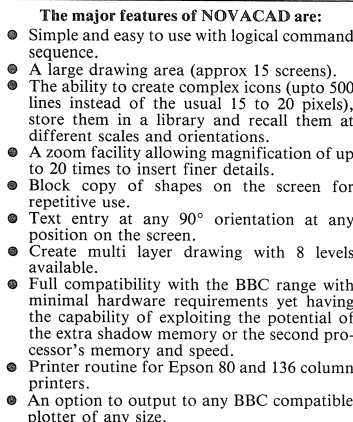 The major features of NOVACAD are:
Simple and easy to use with logical command
sequence.
A large drawing area (approx 15 screens).
The ability to create complex icons (upto 500
lines instead of the usual 15 to 20 pixels),
store them in a library and recall them at
different scales and orientations.
A zoom facility allowing magnification of up
to 20 times to insert finer details.
Block copy of shapes on the screen for
repetitive use.
Text entry at any 90° orientation at any
position on the screen.
Create multi layer drawing with 8 levels
available.
Full compatibility with the BBC range with
minimal hardware requirements yet having
the capability of exploiting the potential of
the extra shadow memory or the second pro-
cessor's memory and speed.
Printer routine for Epson 80 and 136 column
printers.
An option to output to any BBC compatible
plotter of any size.